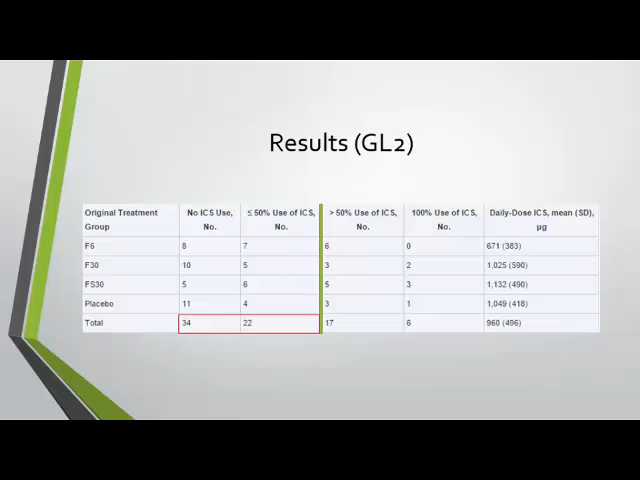 Results (GL2)
Original Treatment Group No ICS Use, No. ≤ 50% Use of ICS, No. > 50% Use of ICS, No. 100% Use of ICS, No. Daily-Dose ICS, mean (SD), µg
F6 8 7 6 0 671 (383)
F30 10 5 3 2 1,025 (590)
FS30 5 6 5 3 1,132 (490)
Placebo 11 4 3 1 1,049 (418)
Total 34 22 17 6 960 (496)